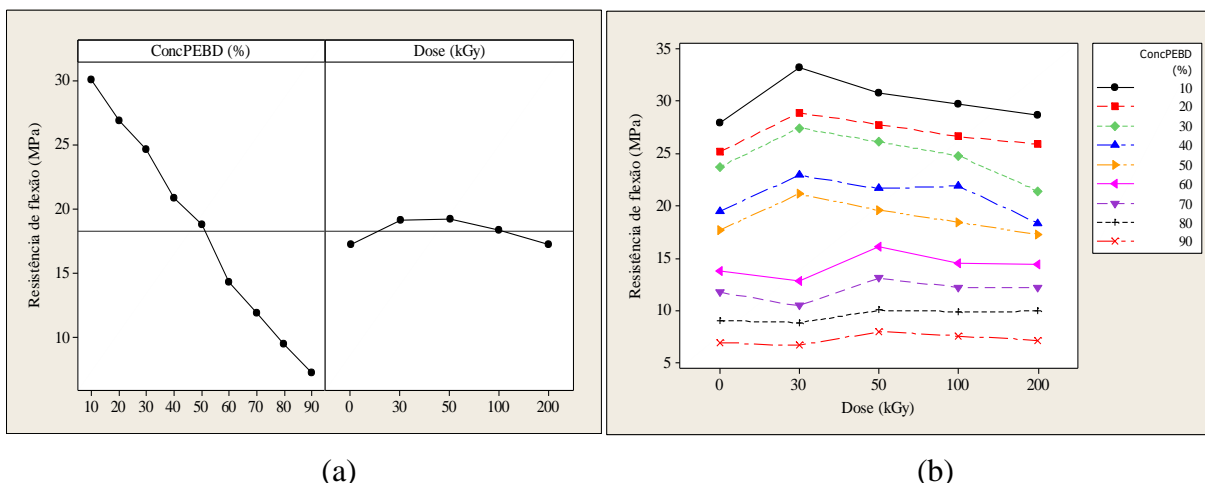 ConcPEBD (%)
Dose (kGy)
Resistência de flexão (MPa)
30
25
20
15
10
10 20 30 40 50 60 70 80 90
0 30 50 100 200
(a)
Resistência de flexão (MPa)
35
30
25
20
15
10
5
0 30 50 100 200
Dose (kGy)
ConcPEBD
(%)
10
20
30
40
50
60
70
80
90
(b)